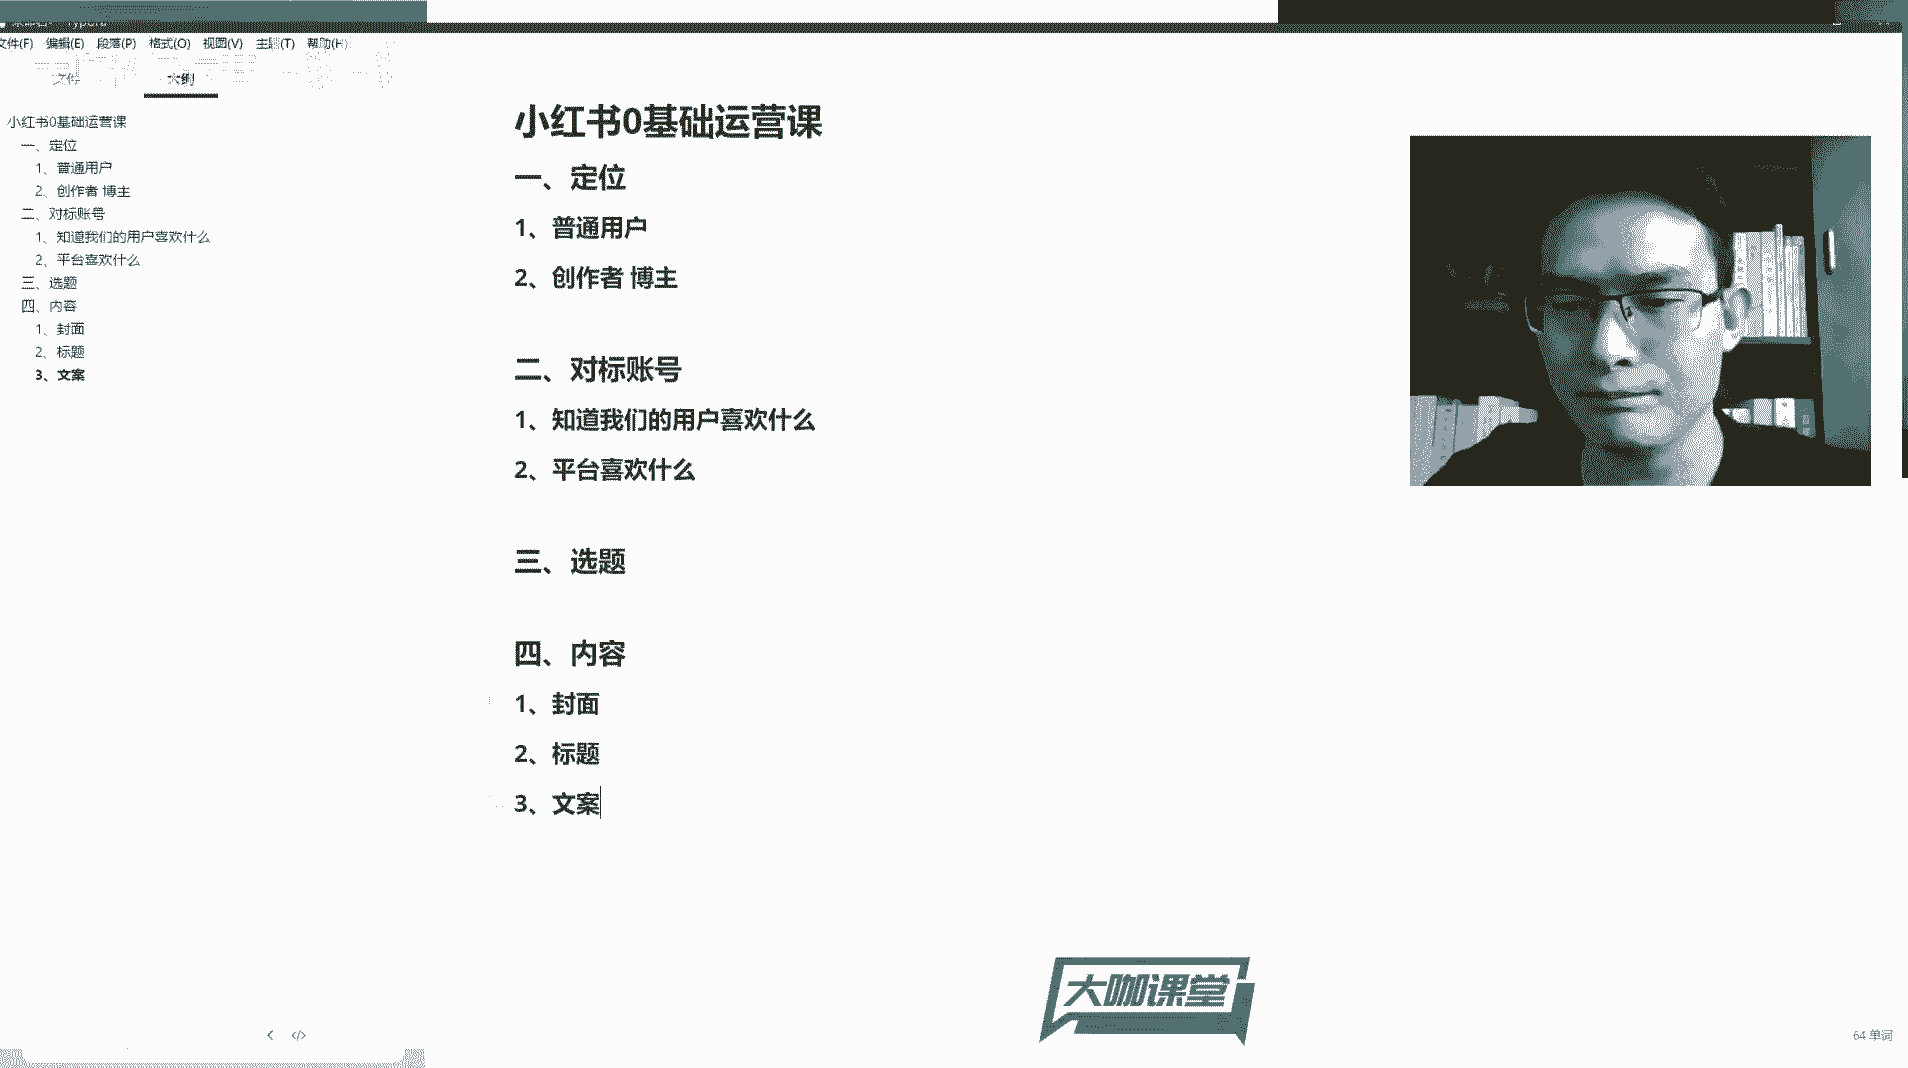 文件(F) 编辑(E) 段落(P) 格式(O) 视图(V) 主题(T) 帮助(H)
文件 大纲
小红书0基础运营课
一、定位
1、普通用户
2、创作者 博主
二、对标账号
1、知道我们的用户喜欢什么
2、平台喜欢什么
三、选题
四、内容
1、封面
2、标题
3、文案
小红书0基础运营课
一、定位
1、普通用户
2、创作者 博主
二、对标账号
1、知道我们的用户喜欢什么
2、平台喜欢什么
三、选题
四、内容
1、封面
2、标题
3、文案
大咖课堂
64 单词